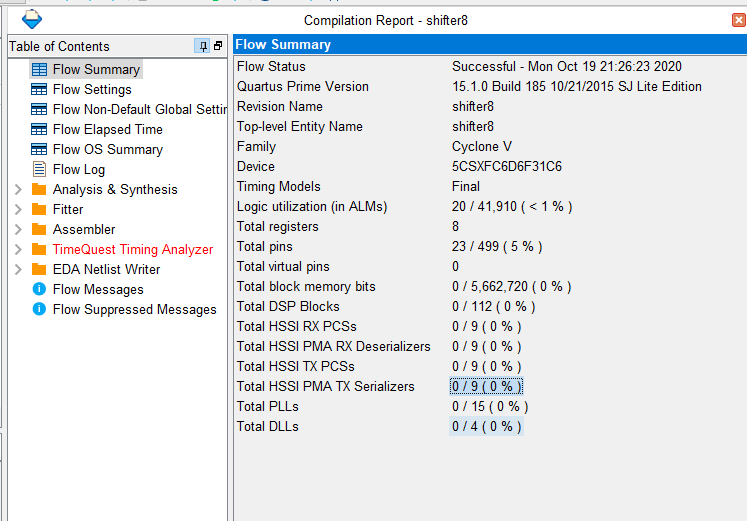 Compilation Report - shifter8
Table of Contents
Flow Summary
Flow Settings
Flow Non-Default Global Settir
Flow Elapsed Time
Flow OS Summary
Flow Log
Analysis & Synthesis
Fitter
Assembler
TimeQuest Timing Analyzer
EDA Netlist Writer
Flow Messages
Flow Suppressed Messages
Flow Summary
Flow Status Successful - Mon Oct 19 21:26:23 2020
Quartus Prime Version 15.1.0 Build 185 10/21/2015 SJ Lite Edition
Revision Name shifter8
Top-level Entity Name shifter8
Family Cyclone V
Device 5CSXFC6D6F31C6
Timing Models Final
Logic utilization (in ALMs) 20 / 41,910 ( < 1 % )
Total registers 8
Total pins 23 / 499 ( 5 % )
Total virtual pins 0
Total block memory bits 0 / 5,662,720 ( 0 % )
Total DSP Blocks 0 / 112 ( 0 % )
Total HSSI RX PCSs 0 / 9 ( 0 % )
Total HSSI PMA RX Deserializers 0 / 9 ( 0 % )
Total HSSI TX PCSs 0 / 9 ( 0 % )
Total HSSI PMA TX Serializers 0 / 9 ( 0 % )
Total PLLs 0 / 15 ( 0 % )
Total DLLs 0 / 4 ( 0 % )